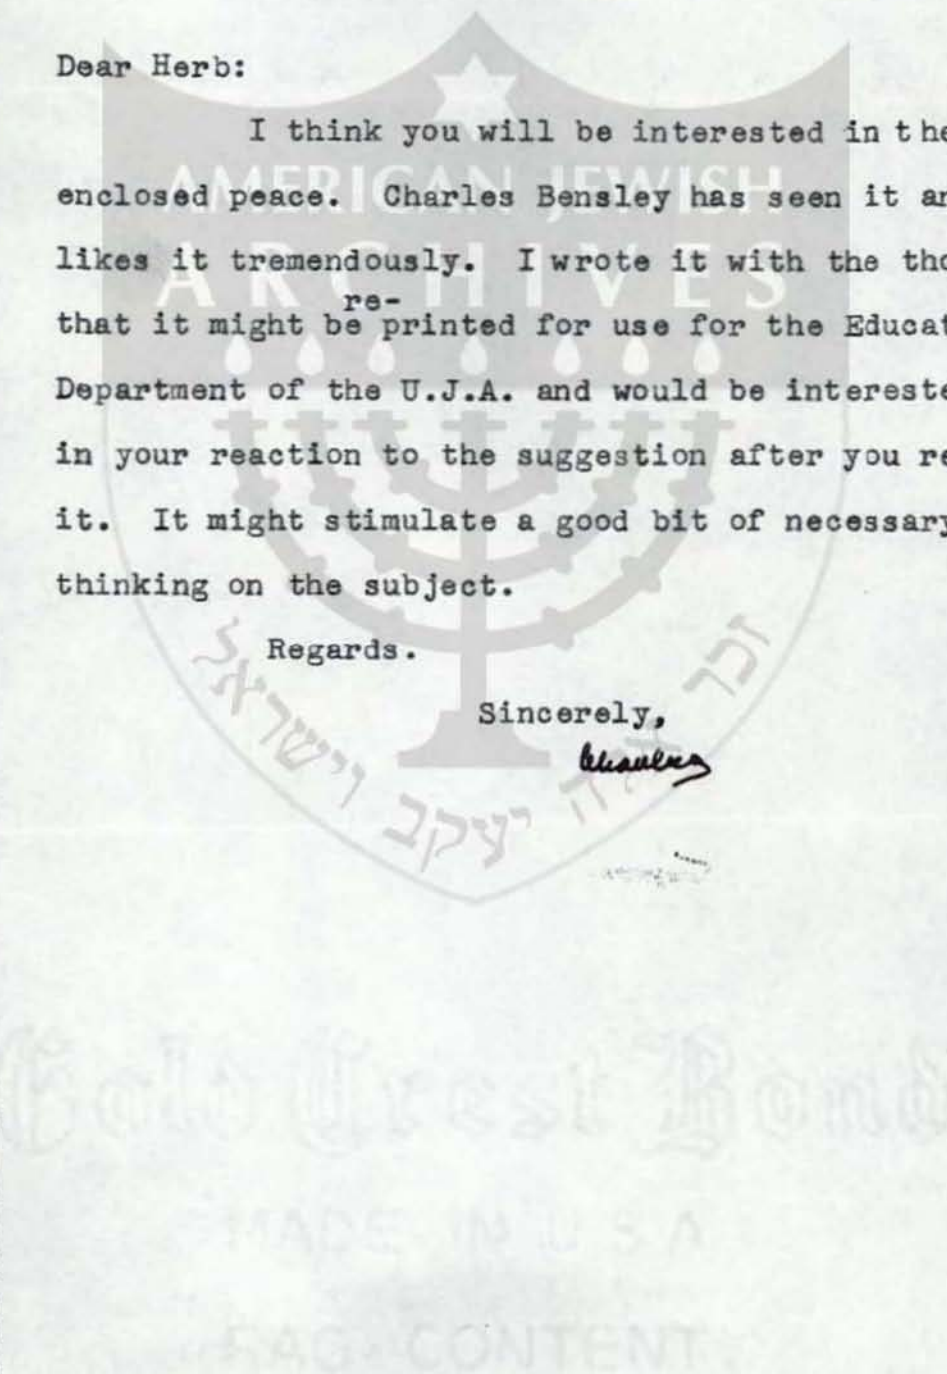 Dear Herb:
I think you will be interested in the
enclosed peace. Charles Bensley has seen it an
likes it tremendously. I wrote it with the tho
re-
that it might be printed for use for the Educat
Department of the U.J.A. and would be intereste
in your reaction to the suggestion after you re
it. It might stimulate a good bit of necessary
thinking on the subject.
Regards.
Sincerely,
AMERICAN JEWISH
ARCHIVES
זכר אלה יעקב וישראל
Gold Crest Bond
MADE IN U S A
RAG CONTENT